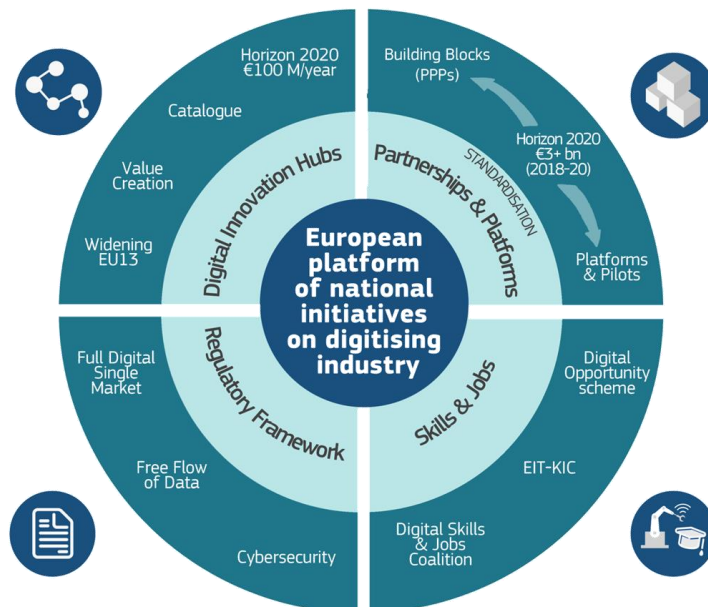 Horizon 2020
€100 M/year
Catalogue
Value
Creation
Widening
EU13
Digital Innovation Hubs
Building Blocks
(PPPs)
Horizon 2020
€3+ bn
(2018-20)
Platforms
& Pilots
STANDARDISATION
Partnerships & Platforms
European
platform
of national
initiatives
on digitising
industry
Full Digital
Single
Market
Free Flow
of Data
Cybersecurity
Regulatory Framework
Skills & Jobs
Digital
Opportunity
scheme
EIT-KIC
Digital Skills
& Jobs
Coalition